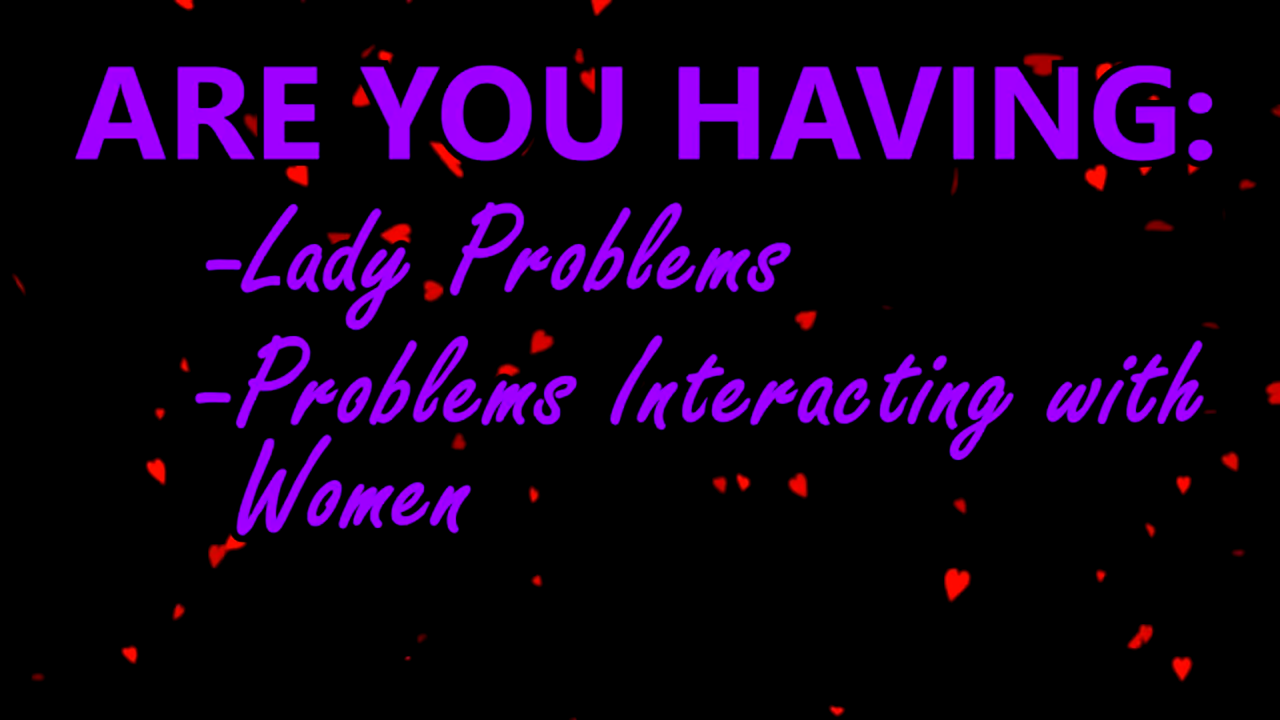 ARE YOU HAVING:
-Lady Problems
-Problems Interacting with
Women